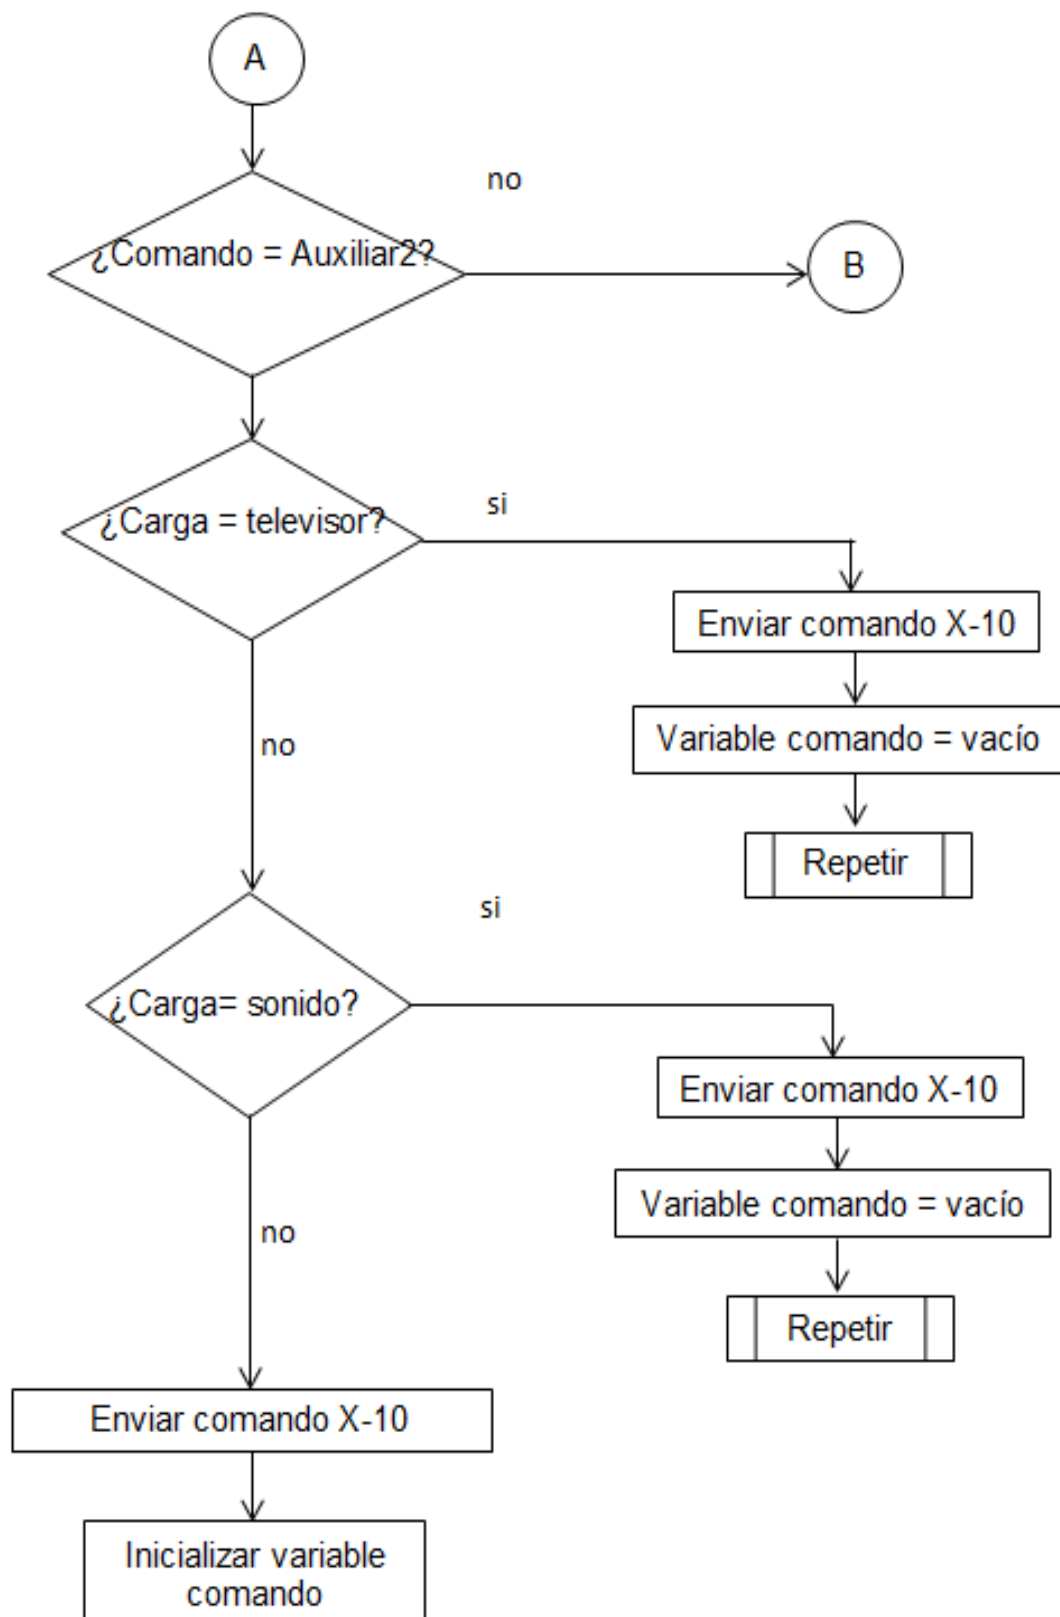 A
no
¿Comando = Auxiliar2?
B
¿Carga = televisor?
si
Enviar comando X-10
Variable comando = vacío
no
Repetir
si
¿Carga= sonido?
Enviar comando X-10
Variable comando = vacío
no
Repetir
Enviar comando X-10
Inicializar variable
comando